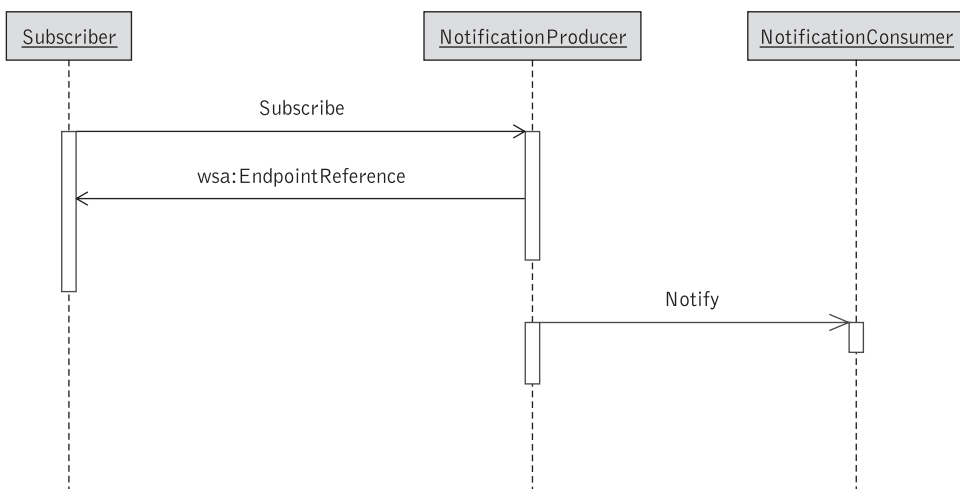 Subscriber
NotificationProducer
NotificationConsumer
Subscribe
wsa:EndpointReference
Notify